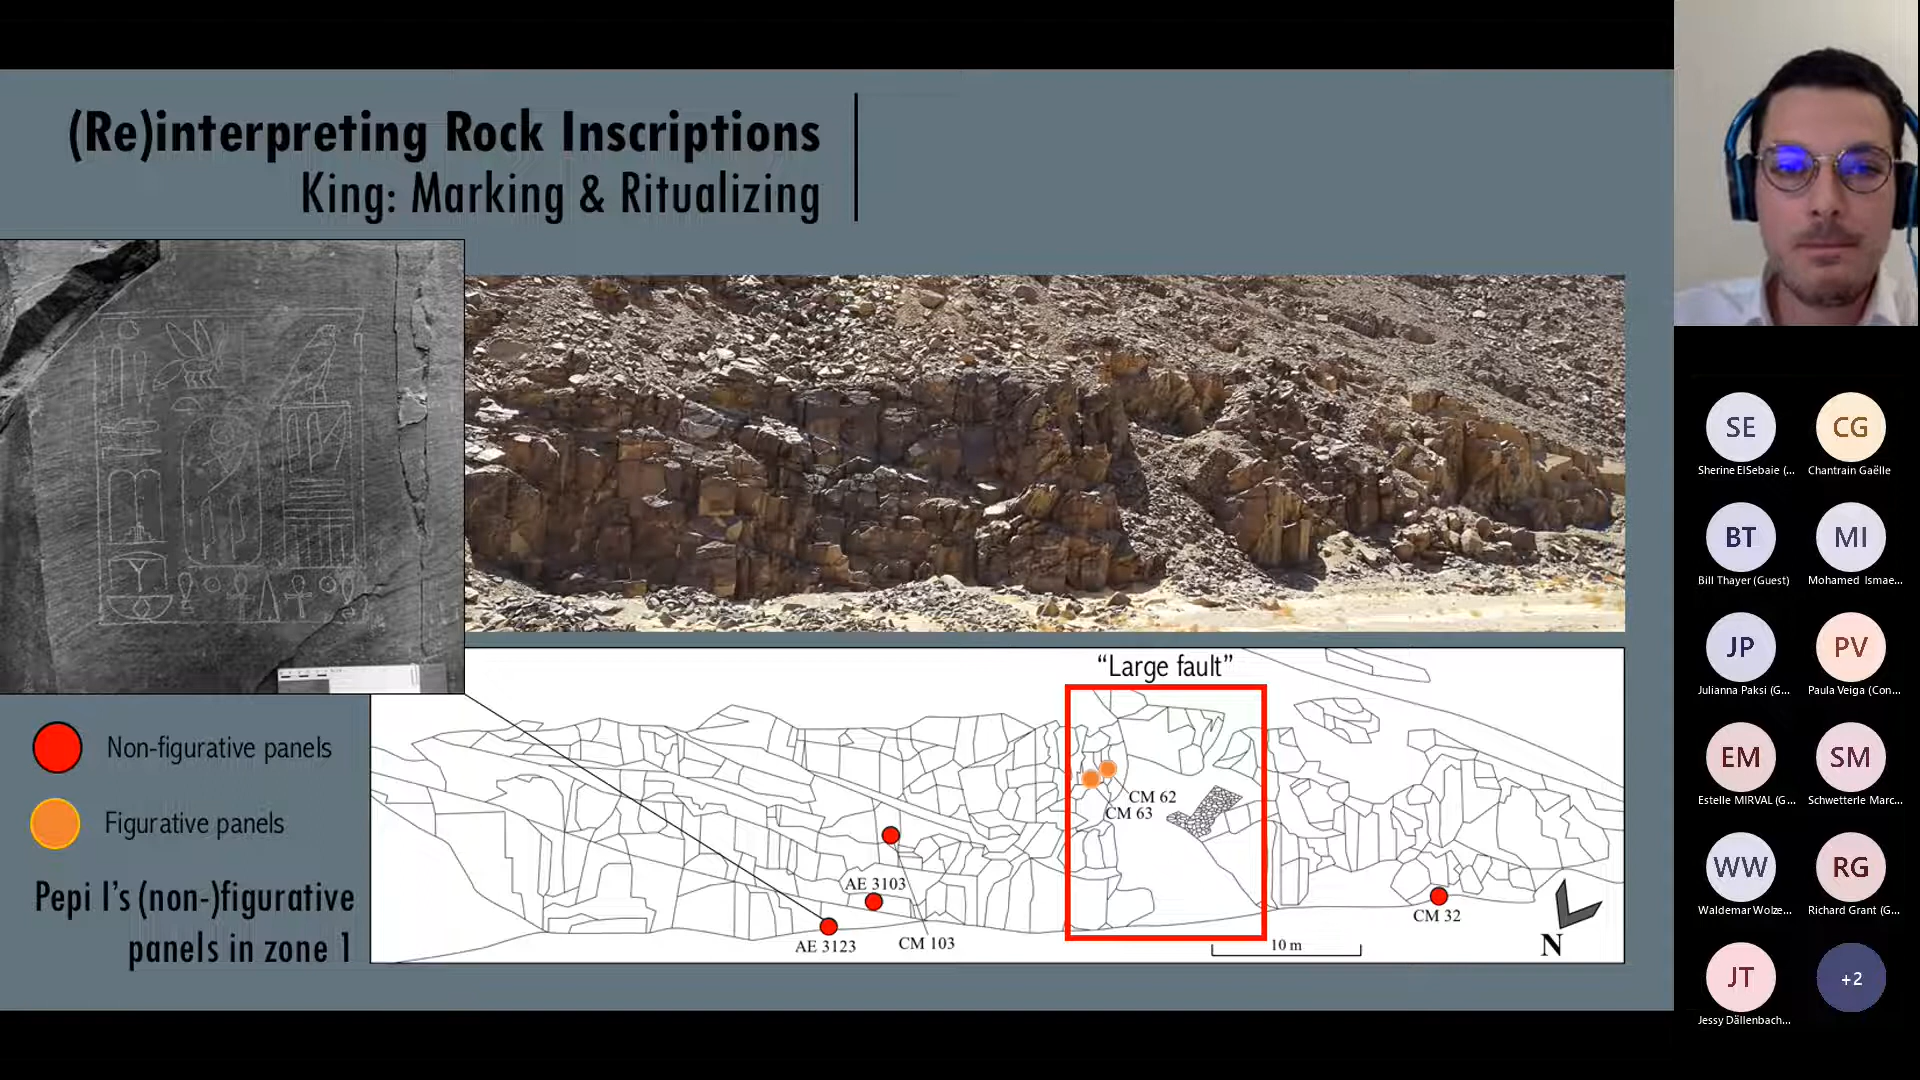 (Re)interpreting Rock Inscriptions
King: Marking & Ritualizing
“Large fault”
Non-figurative panels
Figurative panels
Pepi I’s (non-)figurative
panels in zone 1
CM 62
CM 63
AE 3103
AE 3123
CM 103
CM 32
10 m
N
SE
Sherine ElSebaie (...
CG
Chantrain Gaëlle
BT
Bill Thayer (Guest)
MI
Mohamed Ismae...
JP
Julianna Paksi (G...
PV
Paula Veiga (Con...
EM
Estelle MIRVAL (G...
SM
Schwetterle Marc...
WW
Waldemar Wolze...
RG
Richard Grant (G...
JT
Jessy Dällenbach...
+2